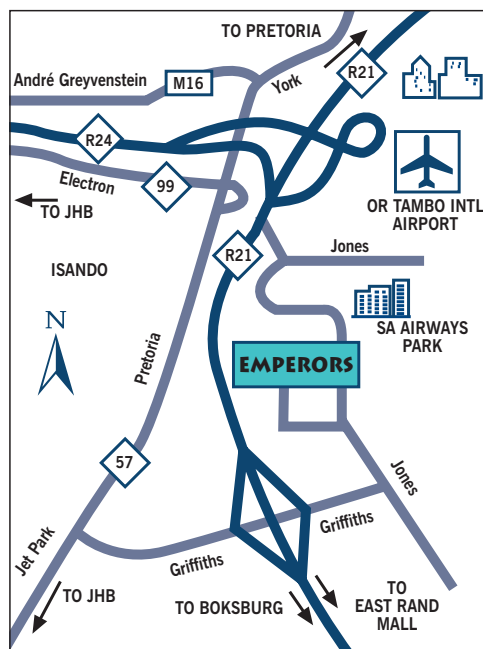 TO PRETORIA
R21
André Greyvenstein
M16
York
R24
Electron
99
TO JHB
OR TAMBO INTL
AIRPORT
R21
Jones
ISANDO
SA AIRWAYS
PARK
N
Pretoria
EMPERORS
57
Jones
Jet Park
Griffiths
Griffiths
TO JHB
TO BOKSBURG
TO
EAST RAND
MALL